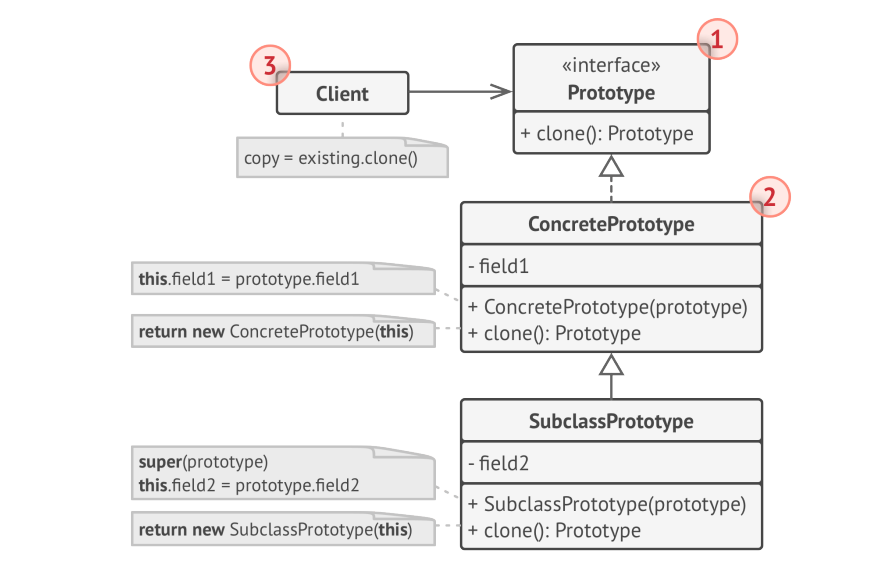 1
«interface»
Prototype
+ clone(): Prototype
3
Client
copy = existing.clone()
2
ConcretePrototype
- field1
+ ConcretePrototype(prototype)
+ clone(): Prototype
this.field1 = prototype.field1
return new ConcretePrototype(this)
SubclassPrototype
- field2
+ SubclassPrototype(prototype)
+ clone(): Prototype
super(prototype)
this.field2 = prototype.field2
return new SubclassPrototype(this)